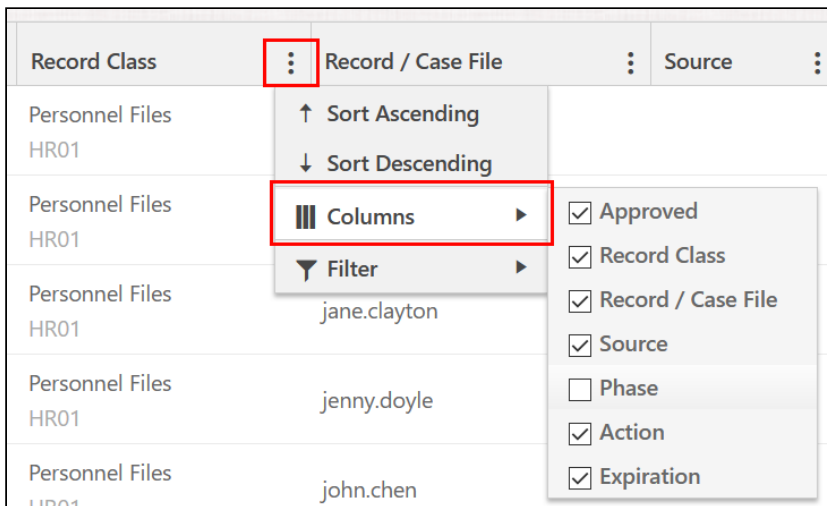 Record Class
Record / Case File
Source
Personnel Files
HR01
Sort Ascending
Sort Descending
Columns
Filter
Approved
Record Class
Record / Case File
Source
Phase
Action
Expiration
Personnel Files
HR01
Personnel Files
HR01
jane.clayton
Personnel Files
HR01
jenny.doyle
Personnel Files
HR01
john.chen